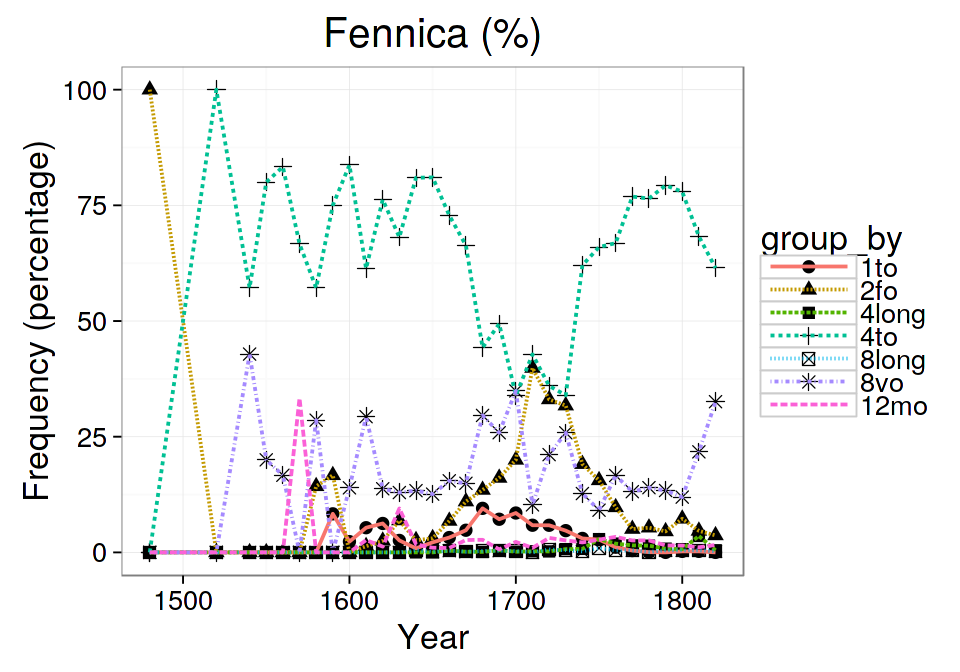 Fennica (%)
Frequency (percentage)
100
75
50
25
0
1500 1600 1700 1800
Year
group_by
1to
2fo
4long
4to
8long
8vo
12mo